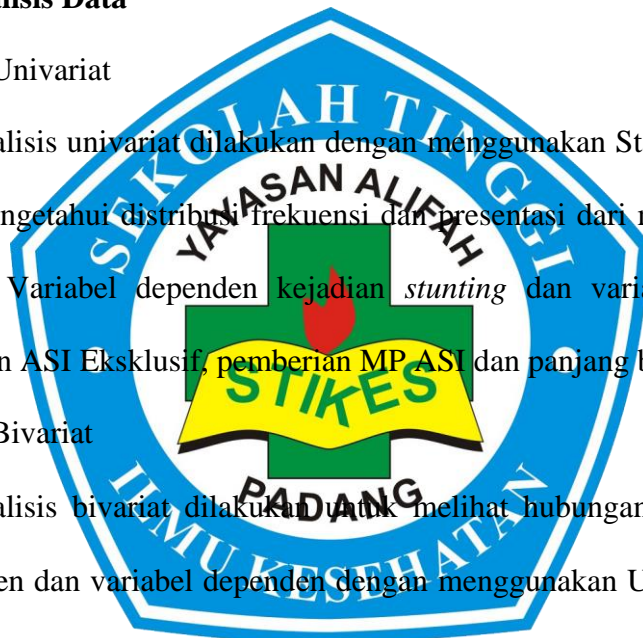 alisis Data
Univariat
SEKOLAH TINGGI
alisis univariat dilakukan dengan menggunakan St
YAYASAN ALIFAH
ngetahui distribusi frekuensi dan presentasi dari
Variabel dependen kejadian stunting dan vari
n ASI Eksklusif, pemberian MP ASI dan panjang b
STIKES
Bivariat
PADANG
alisis bivariat dilakukan untuk melihat hubungan
ILMU KESEHATAN
en dan variabel dependen dengan menggunakan U